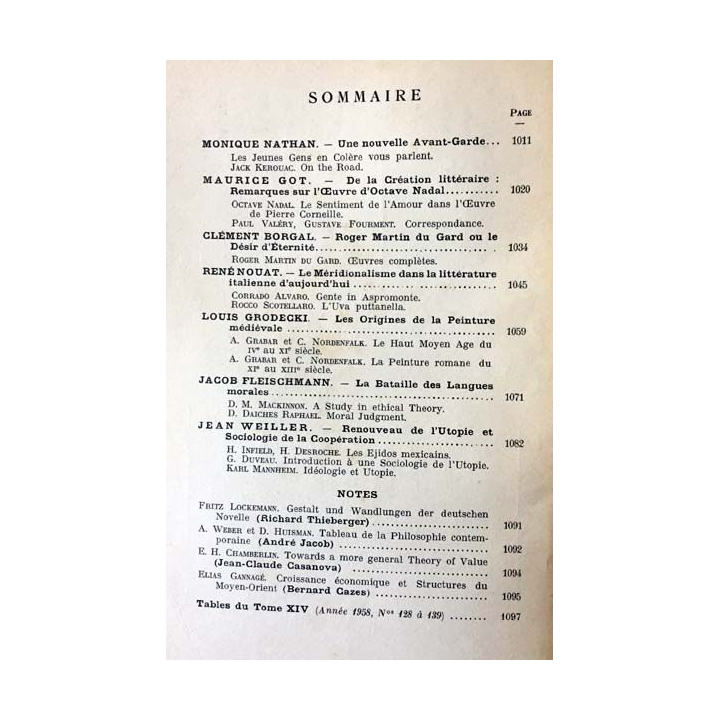 SOMMAIRE
PAGE
MONIQUE NATHAN. — Une nouvelle Avant-Garde... 1011
Les Jeunes Gens en Colère vous parlent.
JACK KEROUAC. On the Road.
MAURICE GOT. — De la Création littéraire :
Remarques sur l'Œuvre d'Octave Nadal.......... 1020
OCTAVE NADAL. Le Sentiment de l'Amour dans l'Œuvre
de Pierre Corneille.
PAUL VALÉRY, GUSTAVE FOURMENT. Correspondance.
CLÉMENT BORGAL. — Roger Martin du Gard ou le
Désir d'Éternité.................................... 1034
ROGER MARTIN DU GARD. Œuvres complètes.
RENÉ NOUAT. — Le Méridionalisme dans la littérature
italienne d'aujourd'hui ............................ 1045
CORRADO ALVARO. Gente in Aspromonte.
ROCCO SCOTELLARO. L'Uva puttanella.
LOUIS GRODECKI. — Les Origines de la Peinture
médiévale ........................................ 1059
A. GRABAR et C. NORDENFALK. Le Haut Moyen Age du
IVe au XIe siècle.
A. GRABAR et C. NORDENFALK. La Peinture romane du
XIe au XIIIe siècle.
JACOB FLEISCHMANN. — La Bataille des Langues
morales .......................................... 1071
D. M. MACKINNON. A Study in ethical Theory.
D. DAICHES RAPHAEL. Moral Judgment.
JEAN WEILLER. — Renouveau de l'Utopie et
Sociologie de la Coopération ....................... 1082
H. INFIELD, H. DESROCHE. Les Ejidos mexicains.
G. DUVEAU. Introduction à une Sociologie de l'Utopie.
KARL MANNHEIM. Idéologie et Utopie.
NOTES
FRITZ LOCKEMANN. Gestalt und Wandlungen der deutschen
Novelle (Richard Thieberger)....................... 1091
A. WEBER et D. HUISMAN. Tableau de la Philosophie contem-
poraine (André Jacob) ............................ 1092
E. H. CHAMBERLIN. Towards a more general Theory of Value
(Jean-Claude Casanova) ......................... 1094
ELIAS GANNAGÉ. Croissance économique et Structures du
Moyen-Orient (Bernard Cazes)....................... 1095
Tables du Tome XIV (Année 1958, Nos 128 à 139) ........ 1097